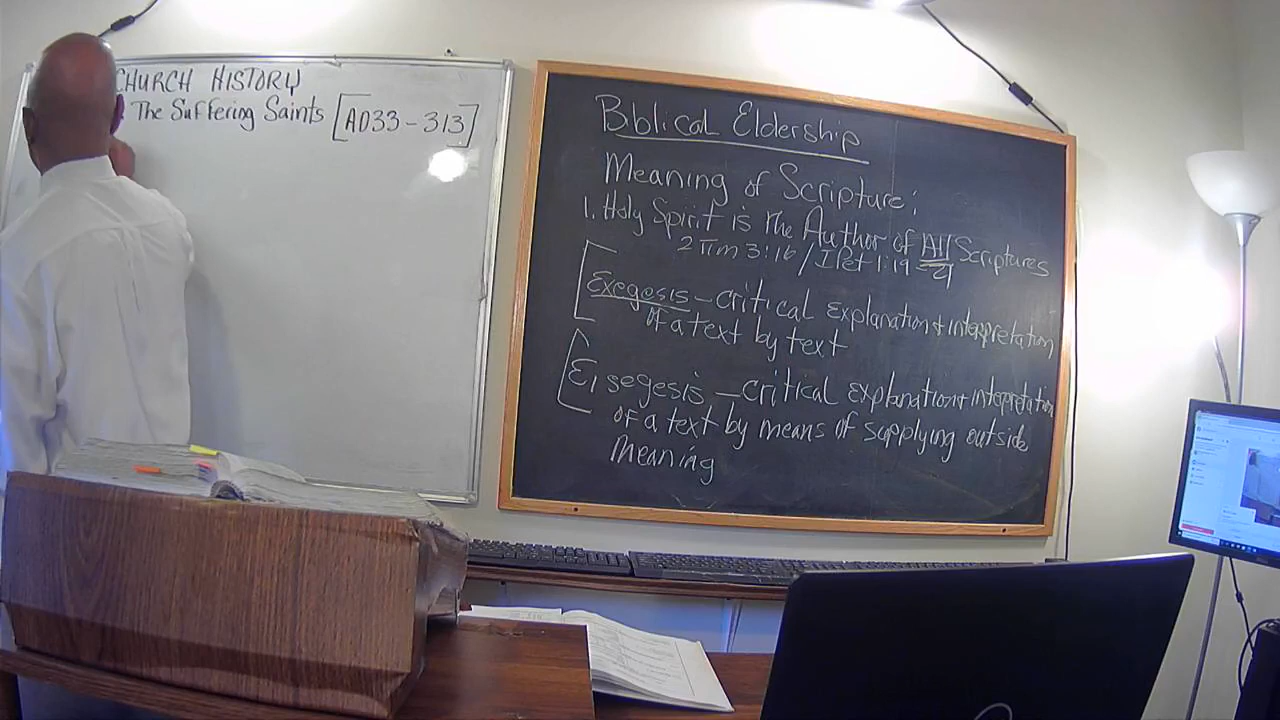 CHURCH HISTORY
The Suffering Saints [AD33-313]
Biblical Eldership
Meaning of Scripture:
1. Holy Spirit is the Author of All Scriptures
2 Tim 3:16 / I Pet 1:19-21
[Exegesis - critical explanation & interpretation
of a text by text
[Eisegesis - critical explanation & interpretation
of a text by means of supplying outside
meaning